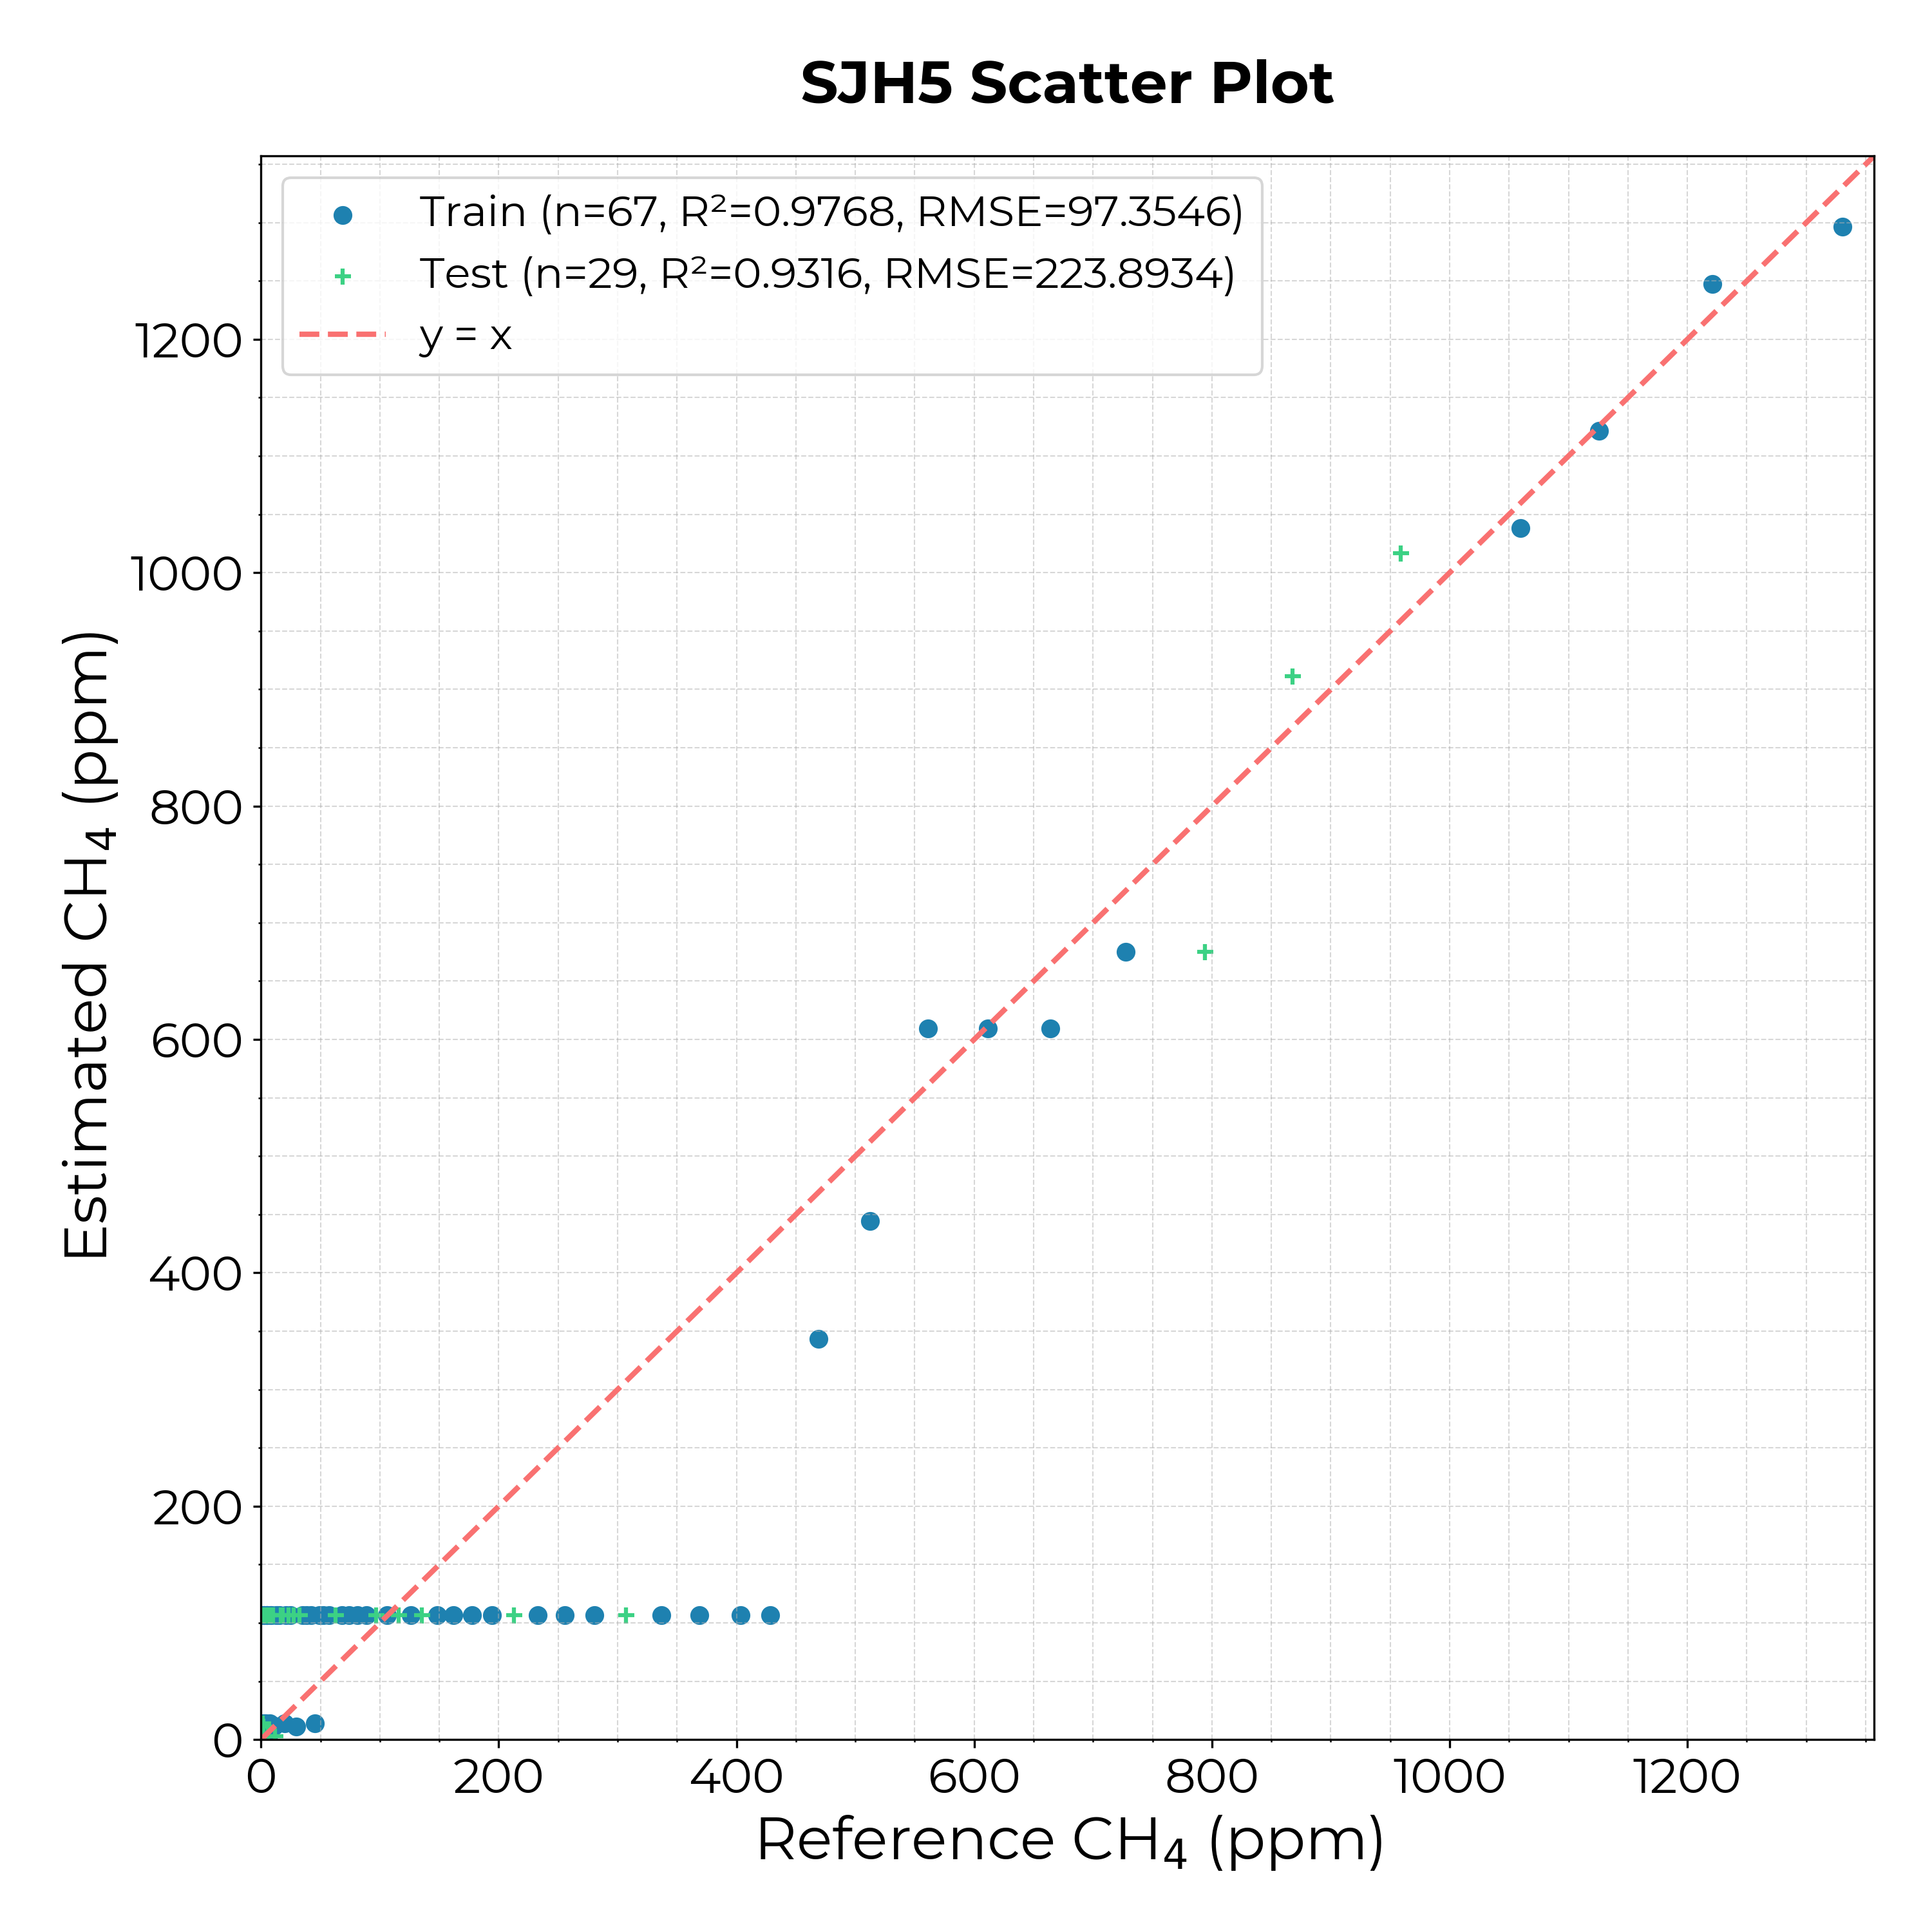 SJH5 Scatter Plot
Train (n=67, R²=0.9768, RMSE=97.3546)
Test (n=29, R²=0.9316, RMSE=223.8934)
y = x
Estimated CH₄ (ppm)
1200
1000
800
600
400
200
0
0 200 400 600 800 1000 1200
Reference CH₄ (ppm)